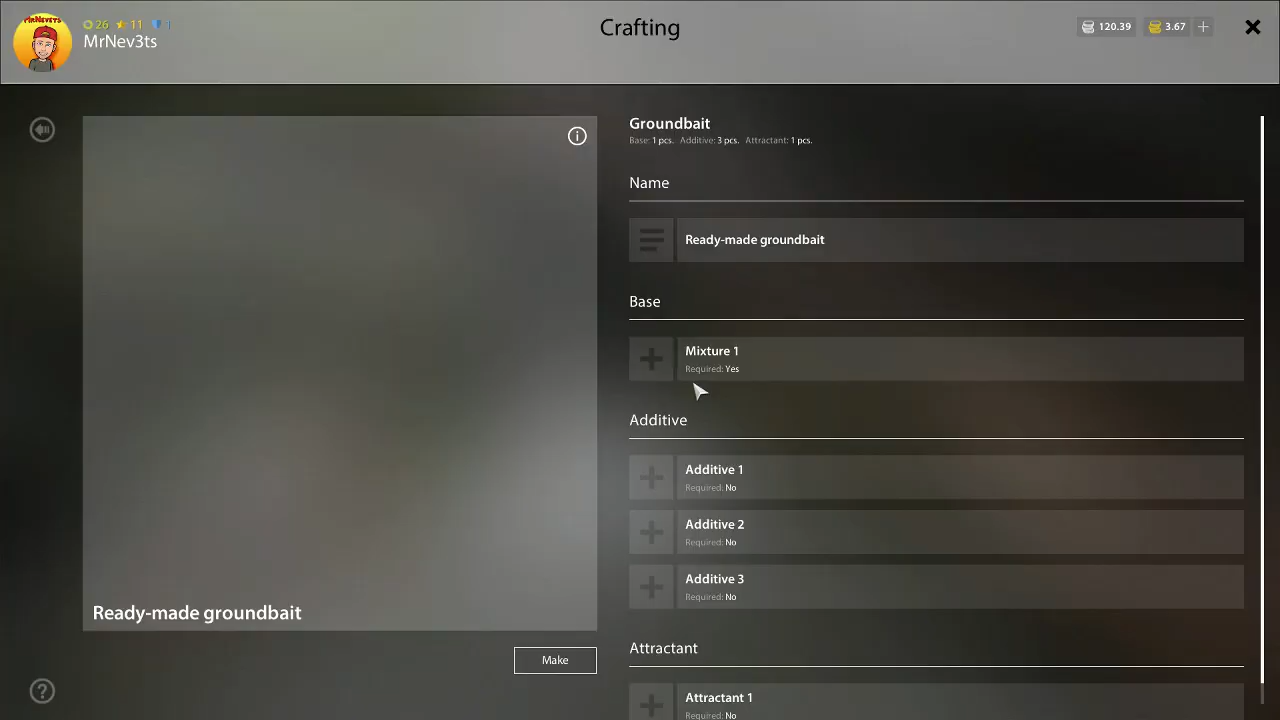 MRNEV3TS
26 11 1
MrNev3ts
Crafting
120.39
3.67
Groundbait
Base: 1 pcs. Additive: 3 pcs. Attractant: 1 pcs.
Name
Ready-made groundbait
Base
Mixture 1
Required: Yes
Additive
Additive 1
Required: No
Additive 2
Required: No
Additive 3
Required: No
Ready-made groundbait
Make
Attractant
Attractant 1
Required: No